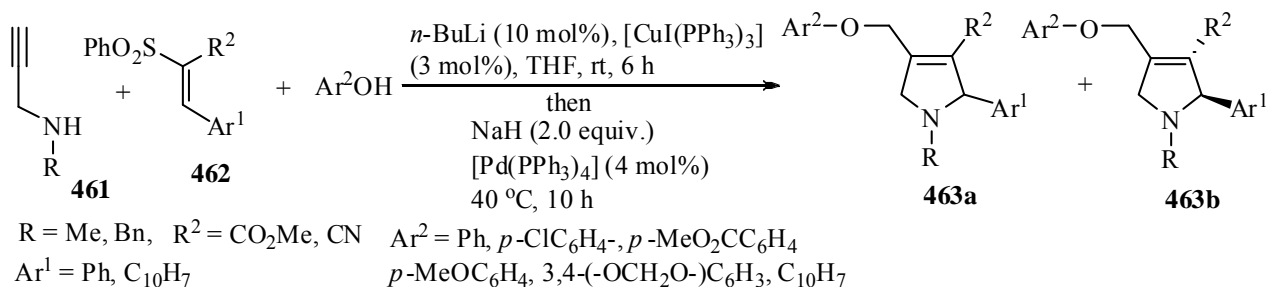 PhO₂S R²
Ar¹
NH
R
461
462
+
+
Ar²OH
n-BuLi (10 mol%), [CuI(PPh₃)₃]
(3 mol%), THF, rt, 6 h
then
NaH (2.0 equiv.)
[Pd(PPh₃)₄] (4 mol%)
40 °C, 10 h
Ar²-O R²
N Ar¹
R
463a
+
Ar²-O R²
N Ar¹
R
463b
R = Me, Bn, R² = CO₂Me, CN Ar² = Ph, p-ClC₆H₄-, p-MeO₂CC₆H₄
Ar¹ = Ph, C₁₀H₇ p-MeOC₆H₄, 3,4-(-OCH₂O-)C₆H₃, C₁₀H₇